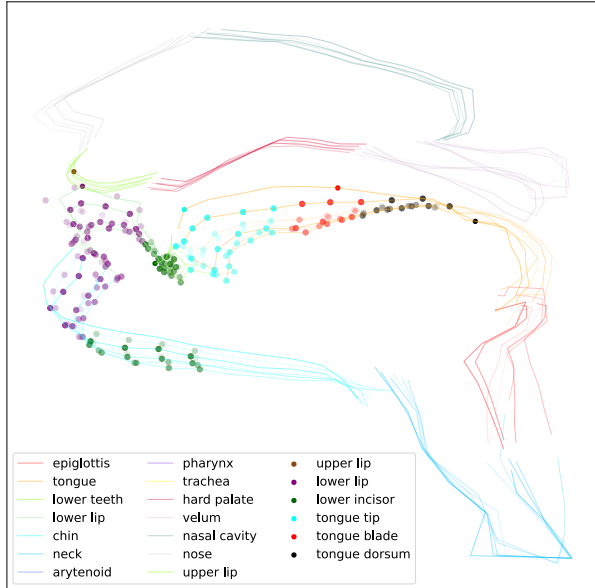 epiglottis
tongue
lower teeth
lower lip
chin
neck
arytenoid
pharynx
trachea
hard palate
velum
nasal cavity
nose
upper lip
upper lip
lower lip
lower incisor
tongue tip
tongue blade
tongue dorsum